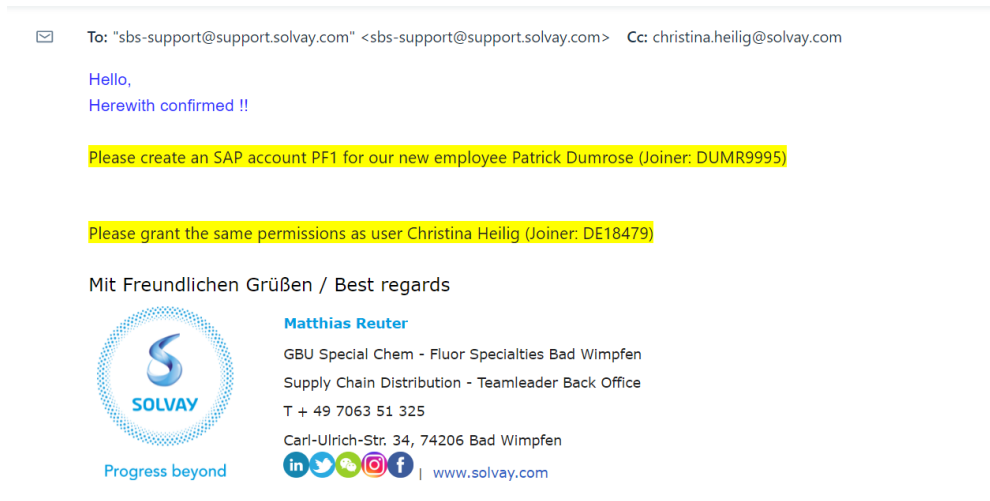 To: "sbs-support@support.solvay.com" <sbs-support@support.solvay.com> Cc: christina.heilig@solvay.com
Hello,
Herewith confirmed !!
Please create an SAP account PF1 for our new employee Patrick Dumrose (Joiner: DUMR9995)
Please grant the same permissions as user Christina Heilig (Joiner: DE18479)
Mit Freundlichen Grüßen / Best regards
SOLVAY
Progress beyond
Matthias Reuter
GBU Special Chem - Fluor Specialties Bad Wimpfen
Supply Chain Distribution - Teamleader Back Office
T + 49 7063 51 325
Carl-Ulrich-Str. 34, 74206 Bad Wimpfen
| www.solvay.com